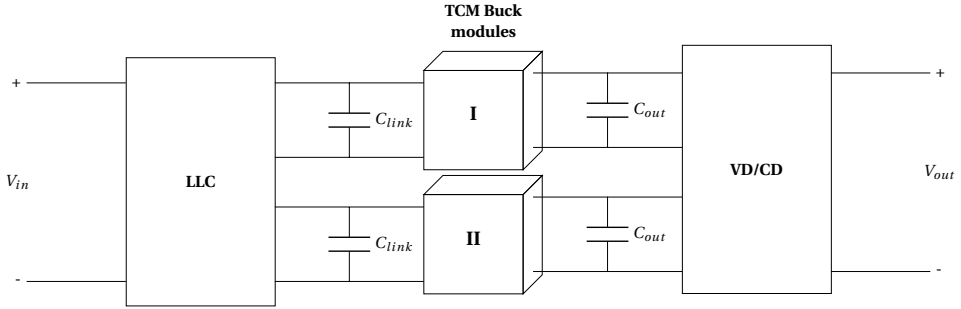 TCM Buck
modules
+
+
C_link
I
C_out
V_in
LLC
VD/CD
V_out
C_link
II
C_out
-
-